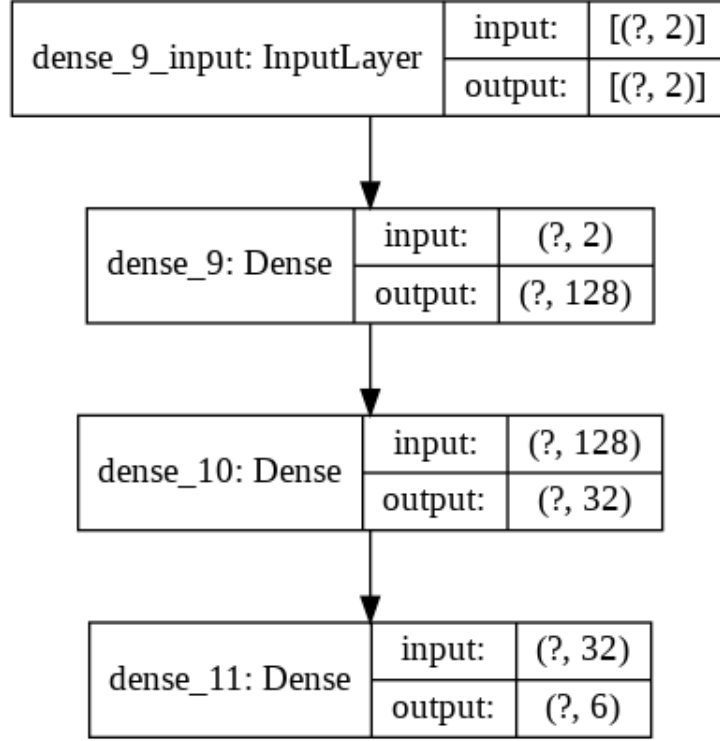 dense_9_input: InputLayer
input: [(?, 2)]
output: [(?, 2)]
dense_9: Dense
input: (?, 2)
output: (?, 128)
dense_10: Dense
input: (?, 128)
output: (?, 32)
dense_11: Dense
input: (?, 32)
output: (?, 6)